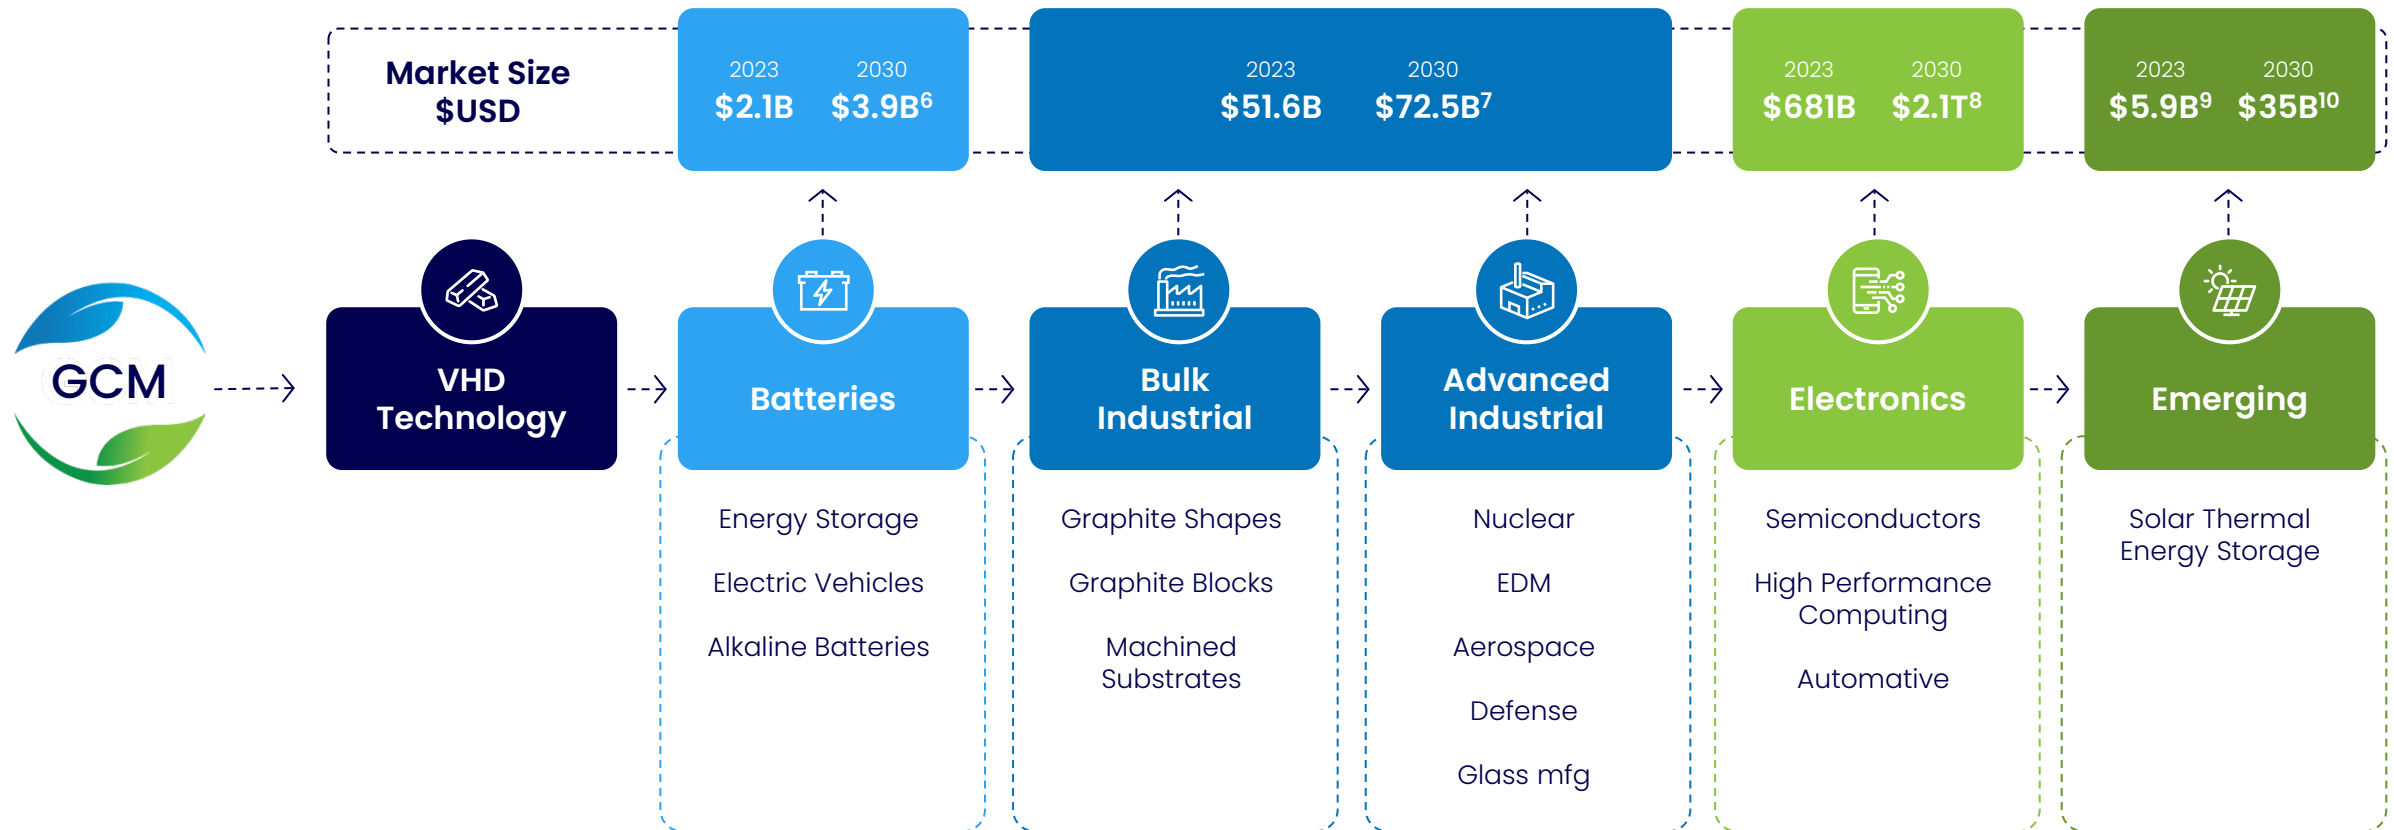 Market Size
$USD
2023 2030
$2.1B $3.9B⁶
2023 2030
$51.6B $72.5B⁷
2023 2030
$681B $2.1T⁸
2023 2030
$5.9B⁹ $35B¹⁰
GCM
VHD
Technology
Batteries
Energy Storage
Electric Vehicles
Alkaline Batteries
Bulk
Industrial
Graphite Shapes
Graphite Blocks
Machined
Substrates
Advanced
Industrial
Nuclear
EDM
Aerospace
Defense
Glass mfg
Electronics
Semiconductors
High Performance
Computing
Automative
Emerging
Solar Thermal
Energy Storage